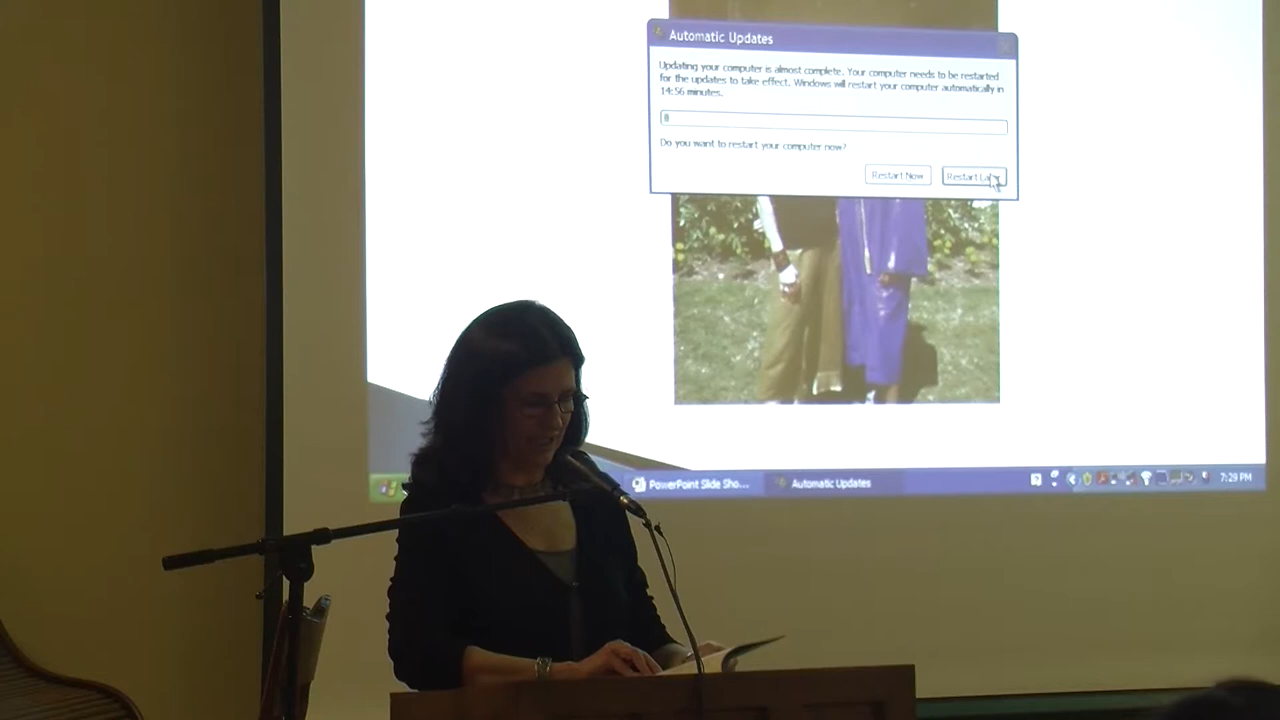 Automatic Updates
Updating your computer is almost complete. Your computer needs to be restarted
for the updates to take effect. Windows will restart your computer automatically in
14:56 minutes.
Do you want to restart your computer now?
Restart Now
Restart La
PowerPoint Slide Sho...
Automatic Updates
7:29 PM